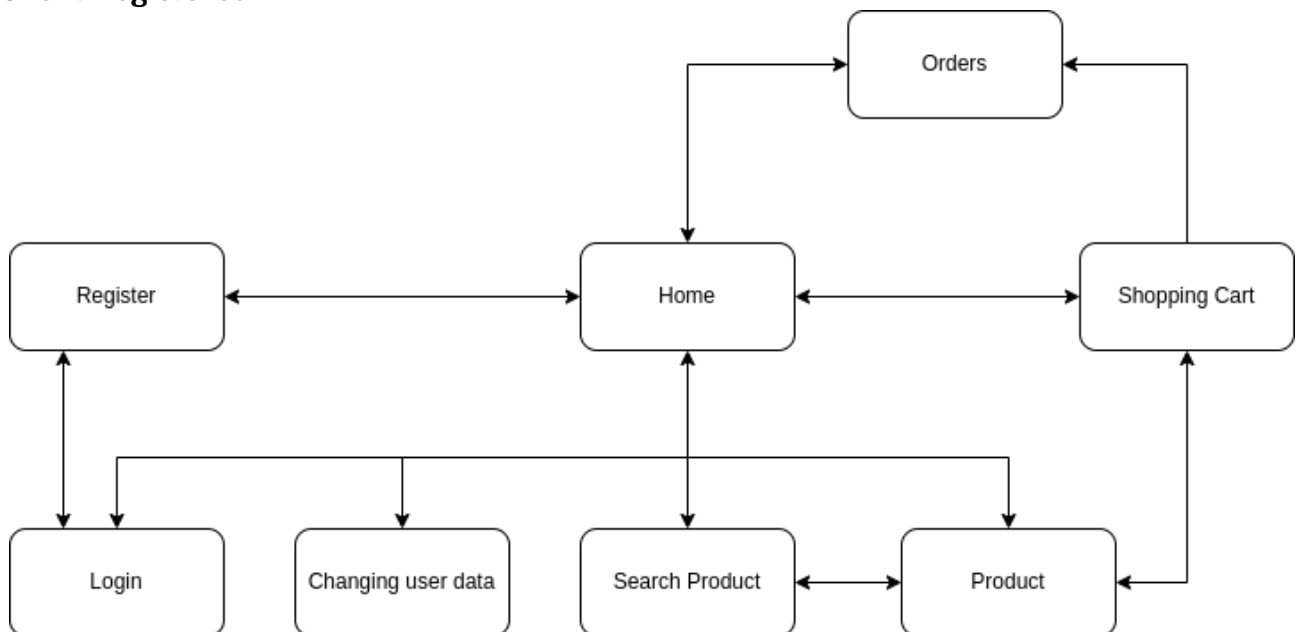 Orders
Register
Home
Shopping Cart
Login
Changing user data
Search Product
Product